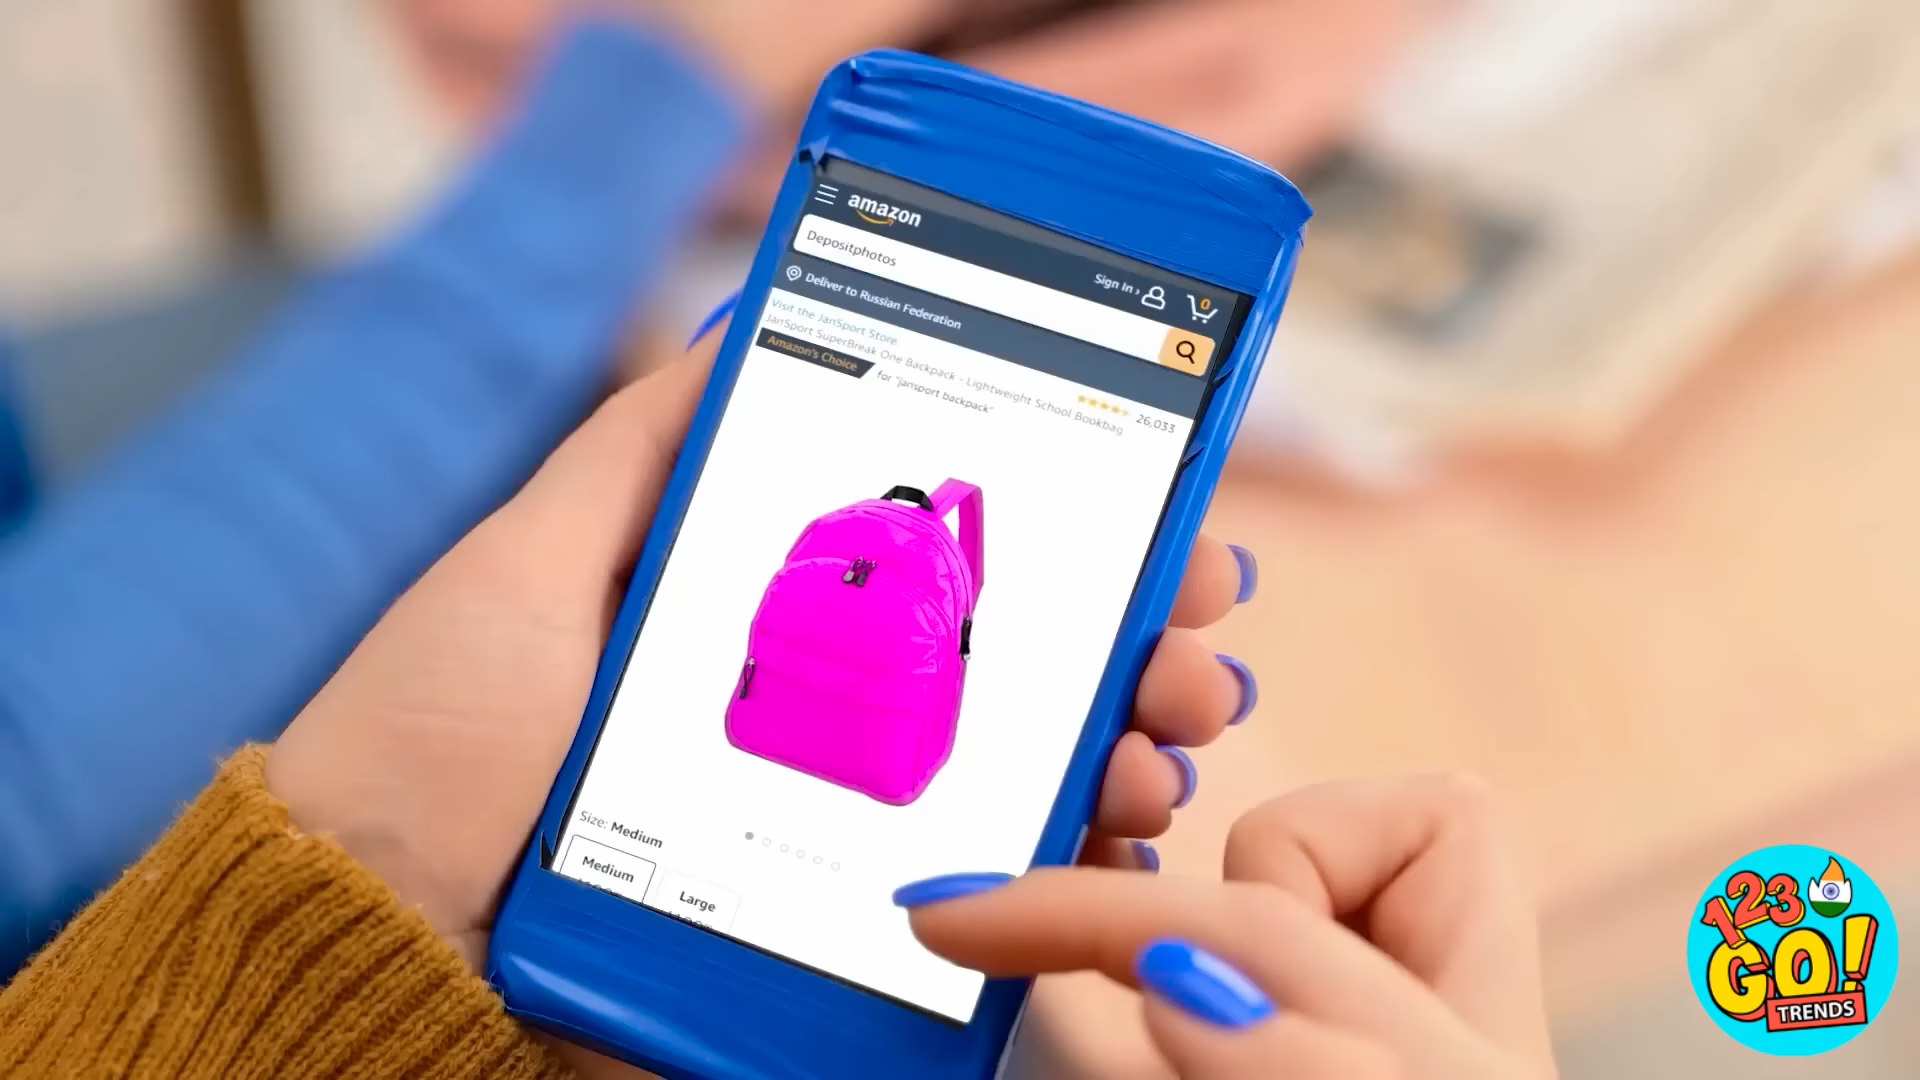 amazon
Sign In ›
0
Depositphotos
Deliver to Russian Federation
Visit the JanSport Store
JanSport SuperBreak One Backpack - Lightweight School Bookbag
26,033
Amazon's Choice
for "jansport backpack"
Size: Medium
Medium
Large
123
GO!
TRENDS